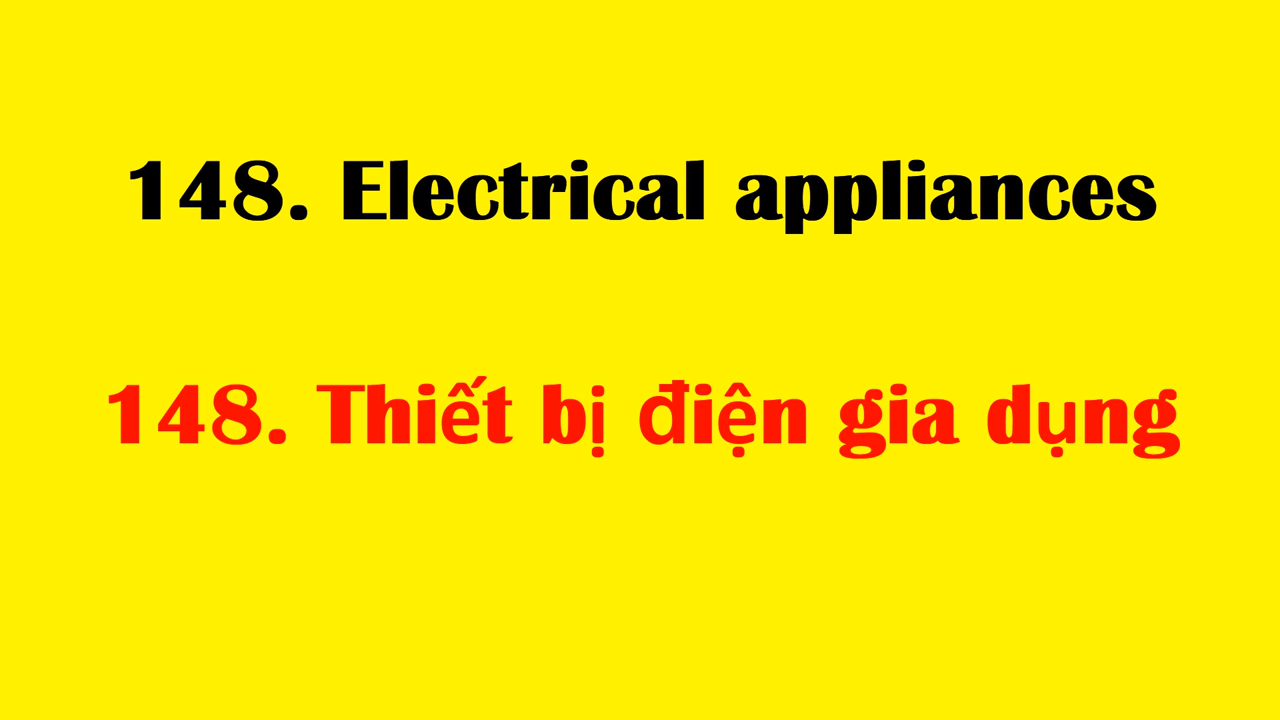 148. Electrical appliances
148. Thiết bị điện gia dụng